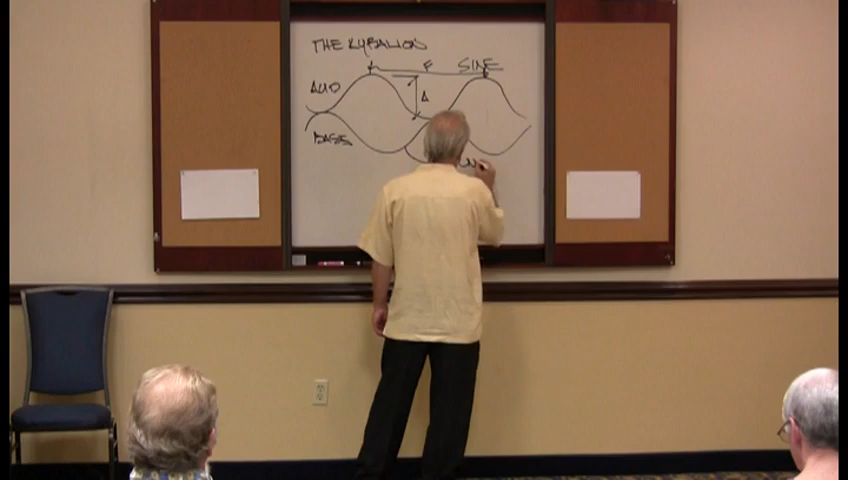 THE KYBALION
F SINE
AUD
A
BASS
W